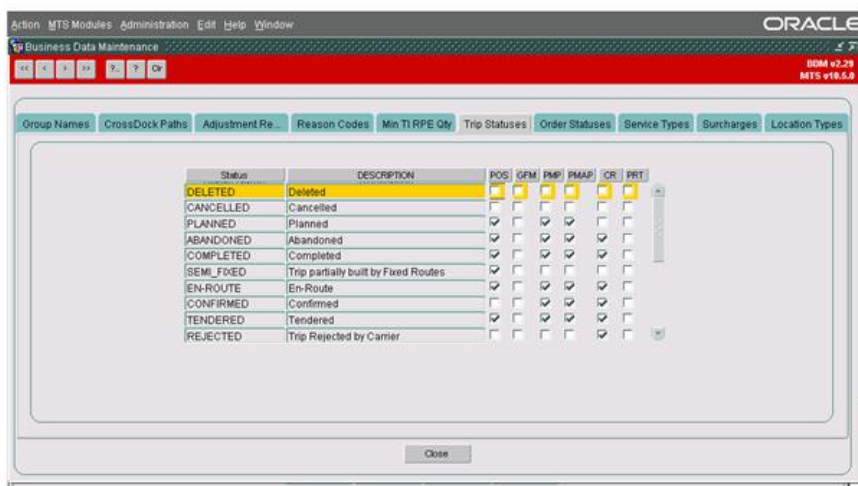 Action MTS Modules Administration Edit Help Window
ORACLE
Business Data Maintenance
<< < > >> ?.. ? Clr
BDM v2.29
MTS v10.5.0
Group Names CrossDock Paths Adjustment Re... Reason Codes Min TI RPE Qty Trip Statuses Order Statuses Service Types Surcharges Location Types
Status DESCRIPTION POS GFM PMP PMAP CR PRT
DELETED Deleted
CANCELLED Cancelled
PLANNED Planned
ABANDONED Abandoned
COMPLETED Completed
SEMI_FIXED Trip partially built by Fixed Routes
EN-ROUTE En-Route
CONFIRMED Confirmed
TENDERED Tendered
REJECTED Trip Rejected by Carrier
Close